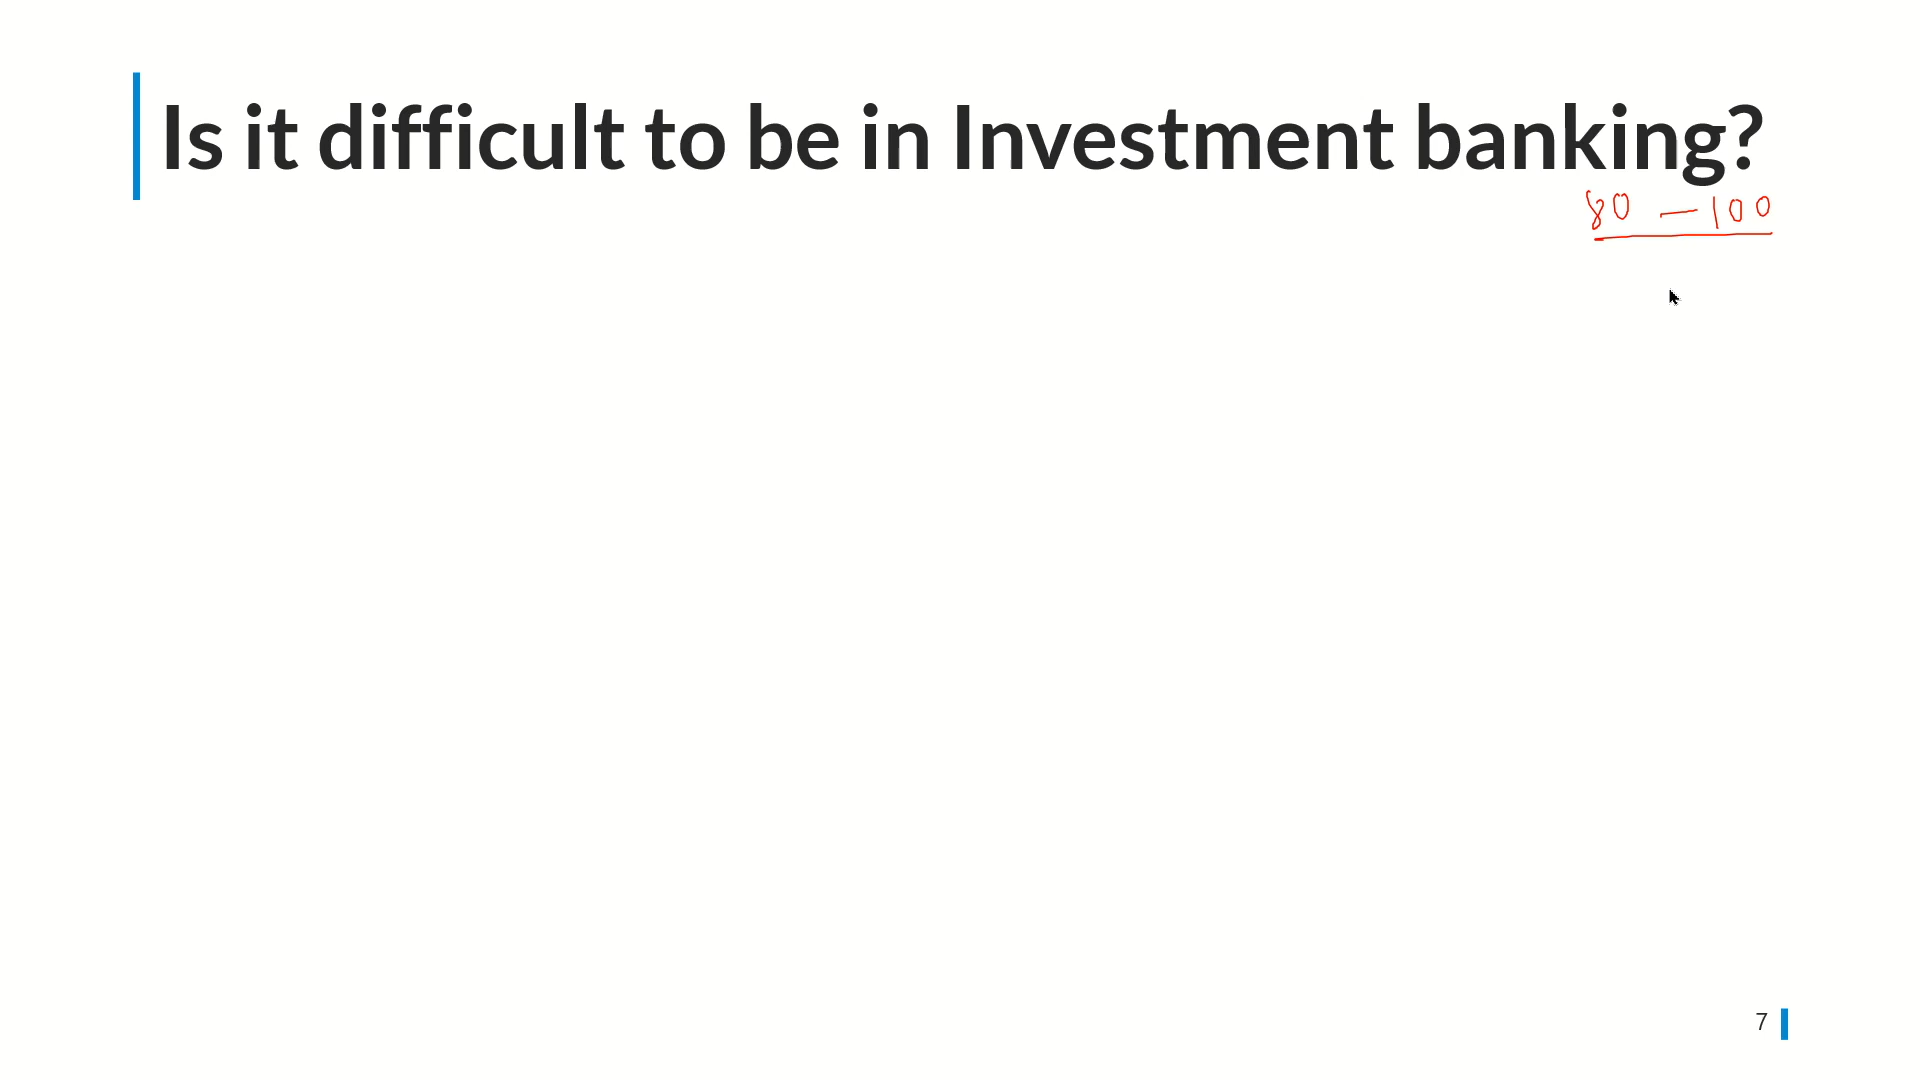 Is it difficult to be in Investment banking?
80 — 100
7